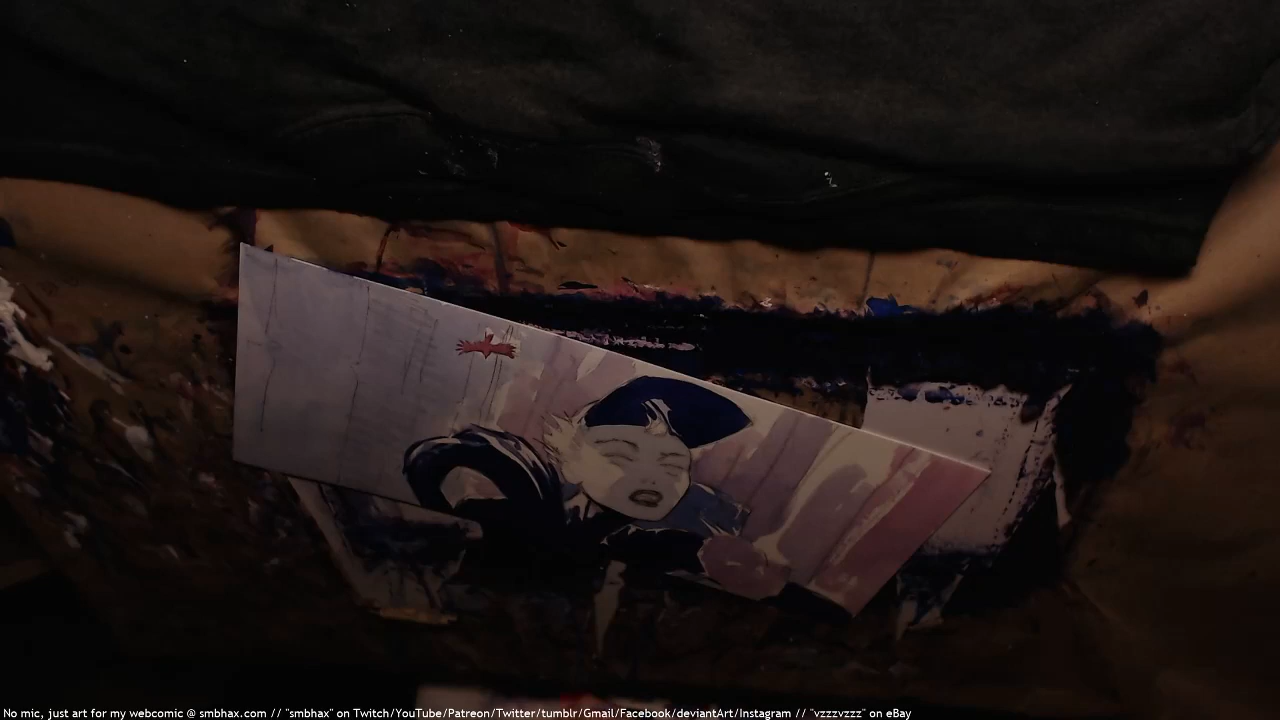 No mic, just art for my webcomic @ smbhax.com // "smbhax" on Twitch/YouTube/Patreon/Twitter/tumblr/Gmail/Facebook/deviantArt/Instagram // "vzzzvzzz" on eBay